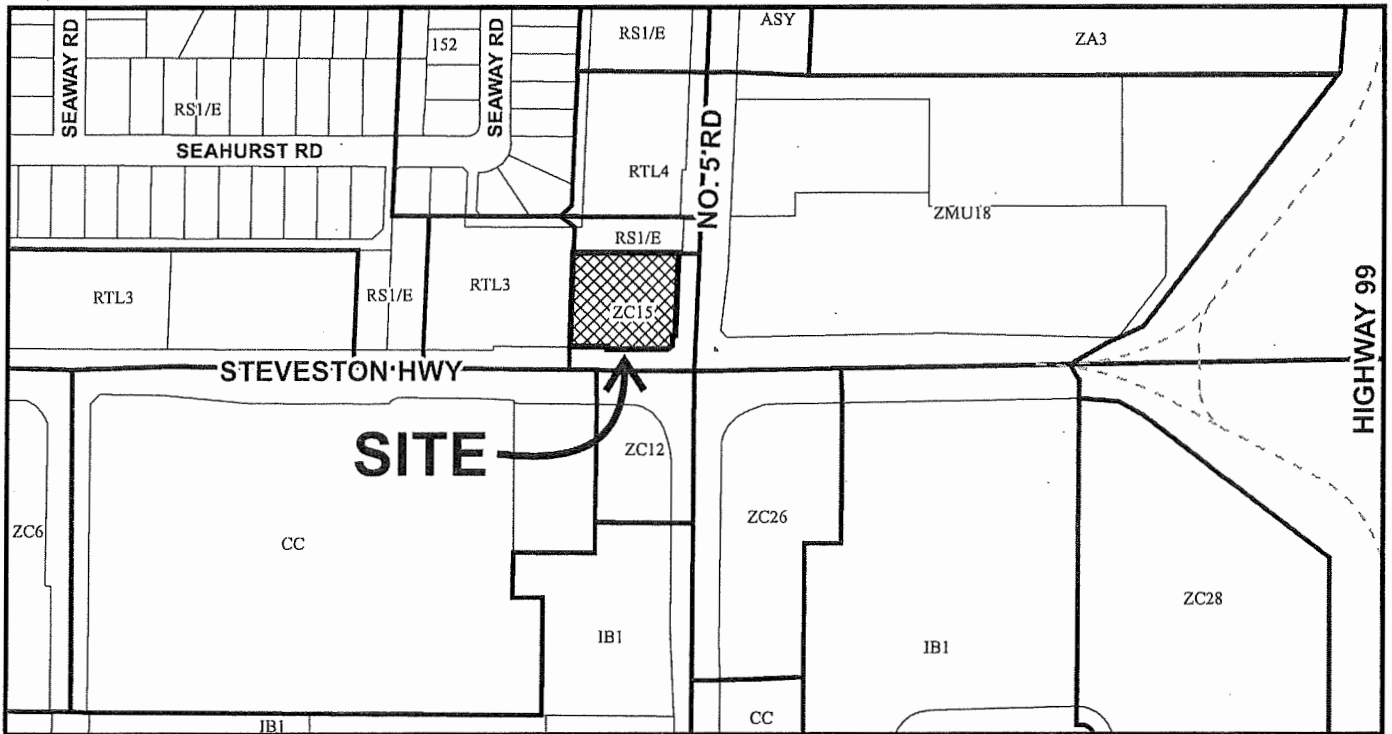 RS1/E
ASY
ZA3
152
SEAWAY RD
SEAWAY RD
RS1/E
SEAHURST RD
RTL4
NO. 5 RD
ZMU18
RS1/E
RTL3
RS1/E
RTL3
ZC15
HIGHWAY 99
STEVESTON HWY
SITE
ZC12
ZC6
CC
ZC26
ZC28
IB1
IB1
CC
IB1